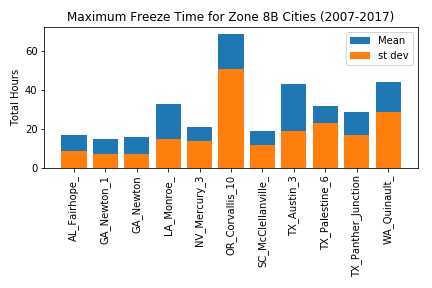 Maximum Freeze Time for Zone 8B Cities (2007-2017)
Mean
st dev
Total Hours
60
40
20
0
AL_Fairhope_
GA_Newton_1
GA_Newton
LA_Monroe_
NV_Mercury_3
OR_Corvallis_10
SC_McClellanville_
TX_Austin_3
TX_Palestine_6
TX_Panther_Junction
WA_Quinault_